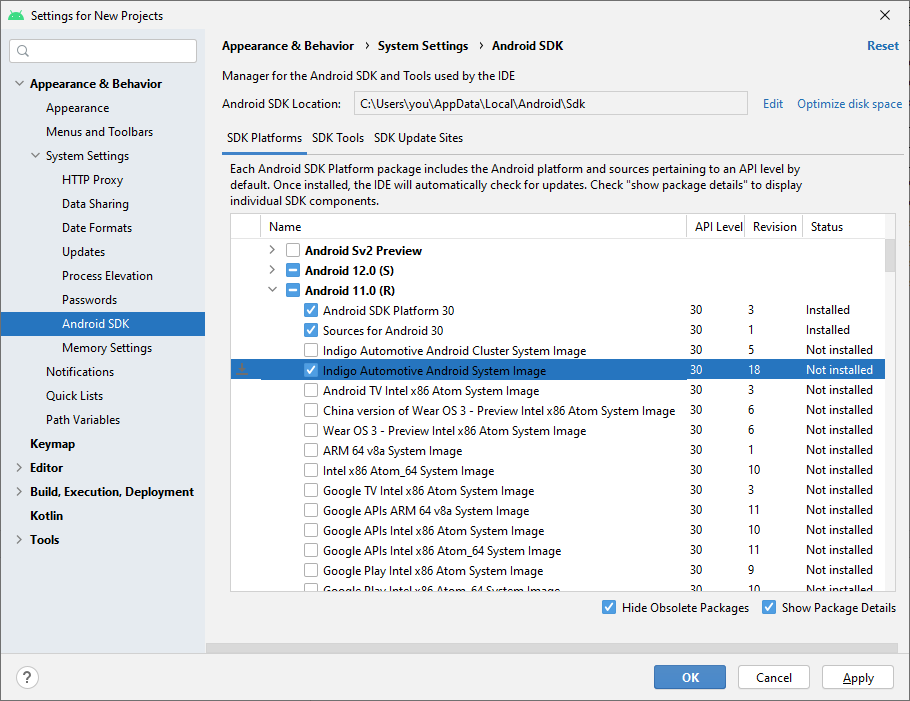 Settings for New Projects
Appearance & Behavior
Appearance
Menus and Toolbars
System Settings
HTTP Proxy
Data Sharing
Date Formats
Updates
Process Elevation
Passwords
Android SDK
Memory Settings
Notifications
Quick Lists
Path Variables
Keymap
Editor
Build, Execution, Deployment
Kotlin
Tools
Appearance & Behavior › System Settings › Android SDK Reset
Manager for the Android SDK and Tools used by the IDE
Android SDK Location: C:\Users\you\AppData\Local\Android\Sdk Edit Optimize disk space
SDK Platforms SDK Tools SDK Update Sites
Each Android SDK Platform package includes the Android platform and sources pertaining to an API level by
default. Once installed, the IDE will automatically check for updates. Check "show package details" to display
individual SDK components.
Name API Level Revision Status
Android Sv2 Preview
Android 12.0 (S)
Android 11.0 (R)
Android SDK Platform 30 30 3 Installed
Sources for Android 30 30 1 Installed
Indigo Automotive Android Cluster System Image 30 5 Not installed
Indigo Automotive Android System Image 30 18 Not installed
Android TV Intel x86 Atom System Image 30 3 Not installed
China version of Wear OS 3 - Preview Intel x86 Atom System Image 30 6 Not installed
Wear OS 3 - Preview Intel x86 Atom System Image 30 6 Not installed
ARM 64 v8a System Image 30 1 Not installed
Intel x86 Atom_64 System Image 30 10 Not installed
Google TV Intel x86 Atom System Image 30 3 Not installed
Google APIs ARM 64 v8a System Image 30 11 Not installed
Google APIs Intel x86 Atom System Image 30 10 Not installed
Google APIs Intel x86 Atom_64 System Image 30 11 Not installed
Google Play Intel x86 Atom System Image 30 9 Not installed
Google Play Intel x86 Atom_64 System Image 30 10 Not installed
Hide Obsolete Packages Show Package Details
? OK Cancel Apply